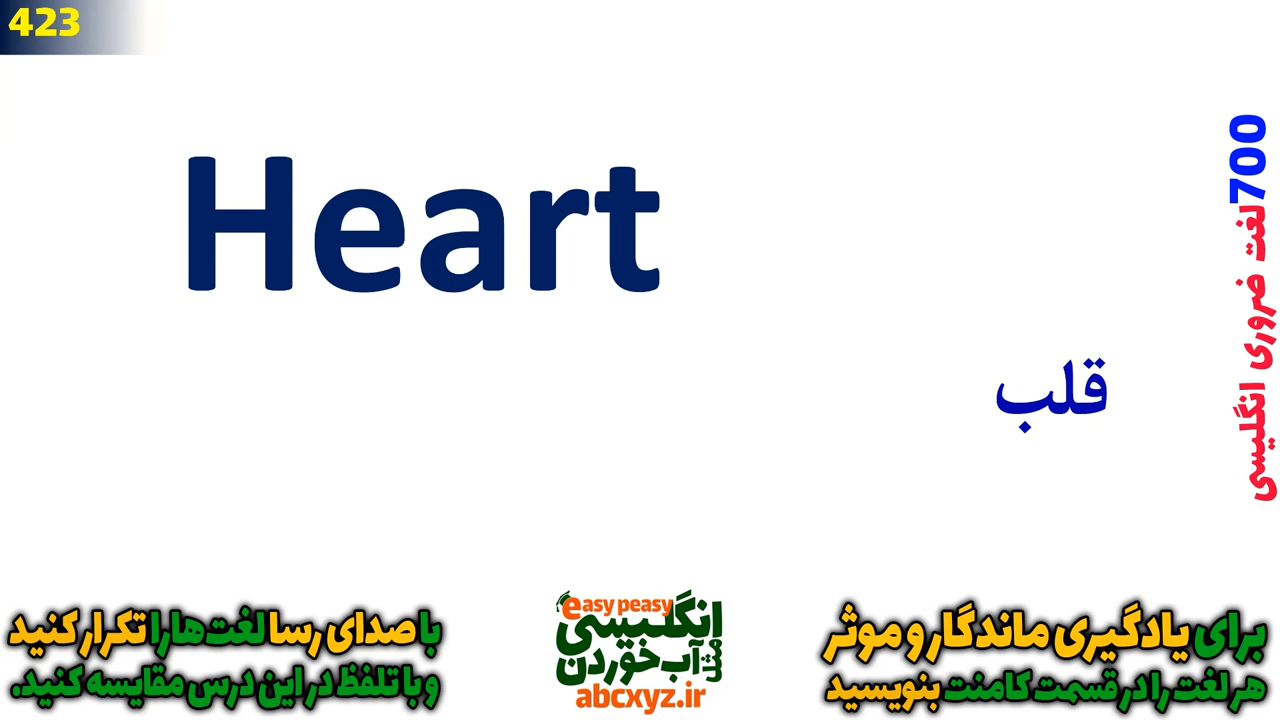 423
Heart
قلب
700 لغت ضروری انگلیسی
با صدای رسا لغت‌ها را تکرار کنید
و با تلفظ در این درس مقایسه کنید.
easy peasy
انگلیسی
مثل آب خوردن
abcxyz.ir
برای یادگیری ماندگار و موثر
هر لغت را در قسمت کامنت بنویسید